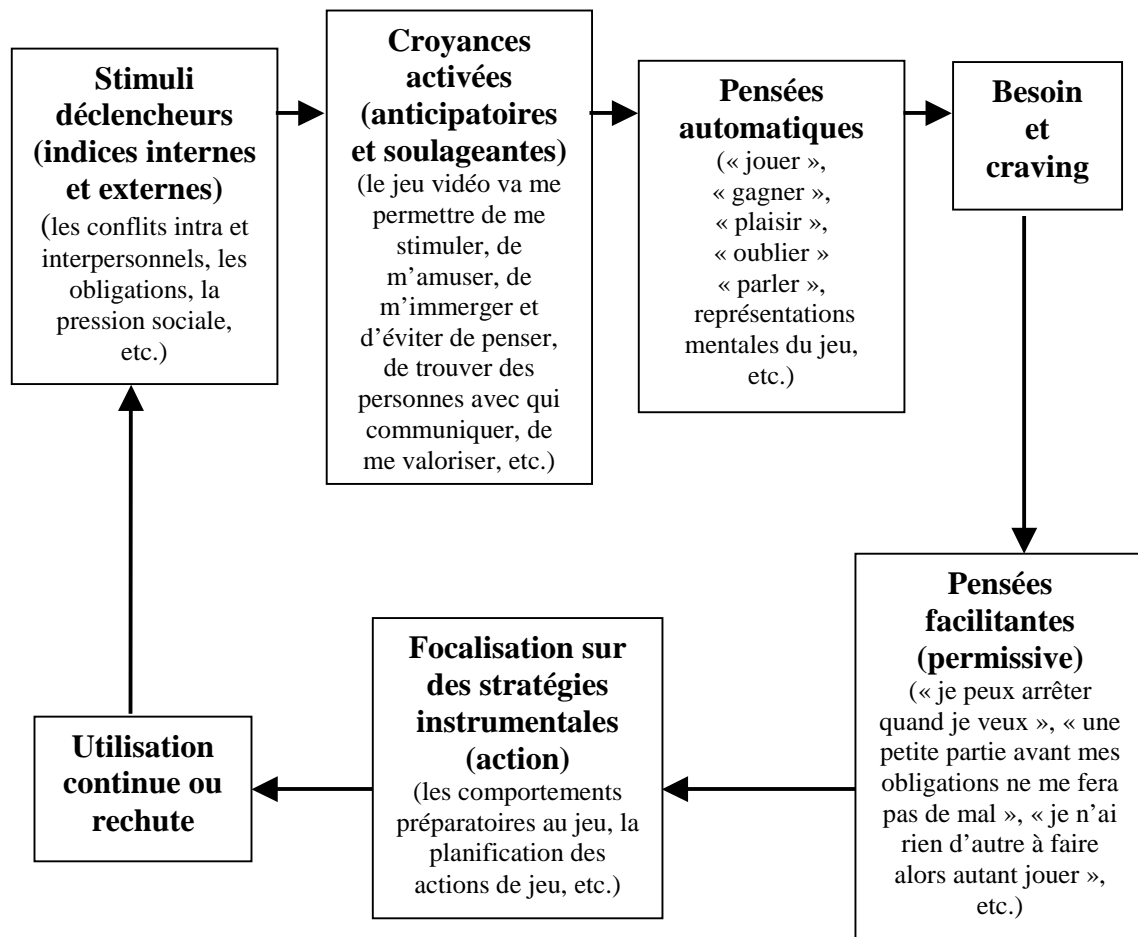 Stimuli
déclencheurs
(indices internes
et externes)
(les conflits intra et
interpersonnels, les
obligations, la
pression sociale,
etc.)
Croyances
activées
(anticipatoires
et soulageantes)
(le jeu vidéo va me
permettre de me
stimuler, de
m’amuser, de
m’immerger et
d’éviter de penser,
de trouver des
personnes avec qui
communiquer, de
me valoriser, etc.)
Pensées
automatiques
(« jouer »,
« gagner »,
« plaisir »,
« oublier »
« parler »,
représentations
mentales du jeu,
etc.)
Besoin
et
craving
Pensées
facilitantes
(permissive)
(« je peux arrêter
quand je veux », « une
petite partie avant mes
obligations ne me fera
pas de mal », « je n’ai
rien d’autre à faire
alors autant jouer »,
etc.)
Focalisation sur
des stratégies
instrumentales
(action)
(les comportements
préparatoires au jeu, la
planification des
actions de jeu, etc.)
Utilisation
continue ou
rechute